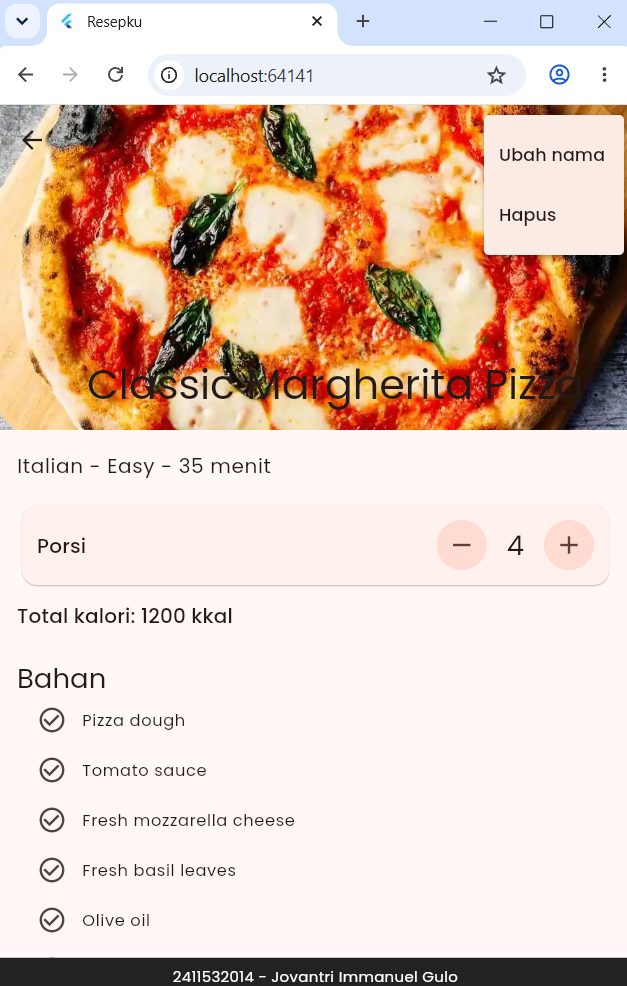 Resepku
localhost:64141
Ubah nama
Hapus
Classic Margherita Pizza
Italian - Easy - 35 menit
Porsi
4
Total kalori: 1200 kkal
Bahan
Pizza dough
Tomato sauce
Fresh mozzarella cheese
Fresh basil leaves
Olive oil
2411532014 - Jovantri Immanuel Gulo